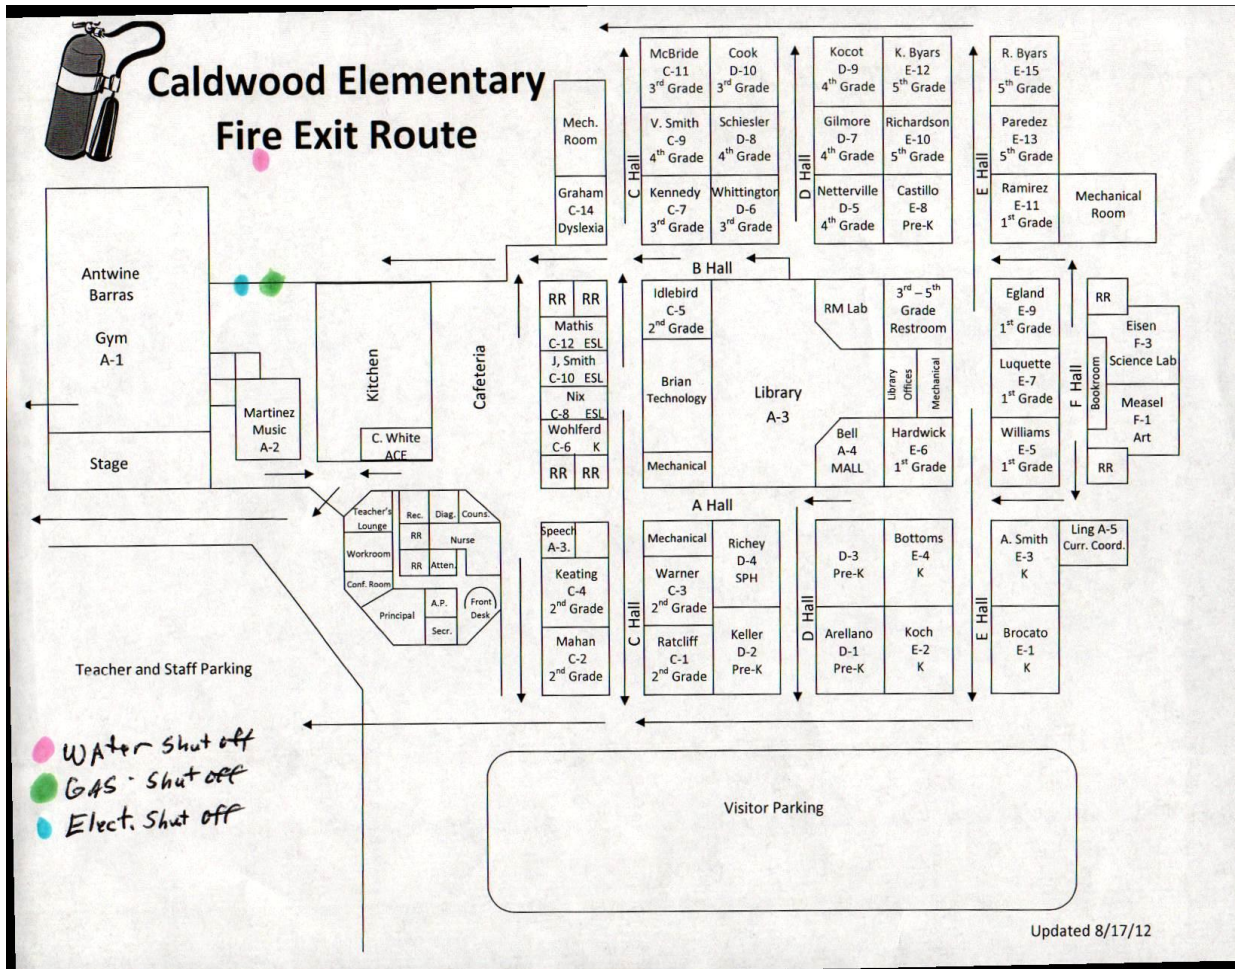 Caldwood Elementary
Fire Exit Route
McBride
C-11
3rd Grade
Cook
D-10
3rd Grade
Kocot
D-9
4th Grade
K. Byars
E-12
5th Grade
R. Byars
E-15
5th Grade
Mech.
Room
V. Smith
C-9
4th Grade
Schiesler
D-8
4th Grade
Gilmore
D-7
4th Grade
Richardson
E-10
5th Grade
Paredez
E-13
5th Grade
C Hall
D Hall
E Hall
Graham
C-14
Dyslexia
Kennedy
C-7
3rd Grade
Whittington
D-6
3rd Grade
Netterville
D-5
4th Grade
Castillo
E-8
Pre-K
Ramirez
E-11
1st Grade
Mechanical
Room
B Hall
Antwine
Barras
Gym
A-1
Stage
Martinez
Music
A-2
Kitchen
C. White
ACE
Cafeteria
RR
RR
Mathis
C-12 ESL
J, Smith
C-10 ESL
Nix
C-8 ESL
Wohlferd
C-6 K
RR
RR
Idlebird
C-5
2nd Grade
Brian
Technology
Mechanical
Library
A-3
RM Lab
3rd – 5th
Grade
Restroom
Library
Offices
Mechanical
Bell
A-4
MALL
Hardwick
E-6
1st Grade
Egland
E-9
1st Grade
Luquette
E-7
1st Grade
Williams
E-5
1st Grade
F Hall
RR
Bookroom
Eisen
F-3
Science Lab
Measel
F-1
Art
RR
A Hall
Teacher's
Lounge
Rec.
Diag.
Couns.
RR
Nurse
Workroom
RR
Atten.
Conf. Room
Principal
A.P.
Secr.
Front
Desk
Speech
A-3.
Keating
C-4
2nd Grade
Mahan
C-2
2nd Grade
C Hall
Mechanical
Warner
C-3
2nd Grade
Ratcliff
C-1
2nd Grade
Richey
D-4
SPH
Keller
D-2
Pre-K
D Hall
D-3
Pre-K
Arellano
D-1
Pre-K
Bottoms
E-4
K
Koch
E-2
K
E Hall
A. Smith
E-3
K
Brocato
E-1
K
Ling A-5
Curr. Coord.
Teacher and Staff Parking
WAter shut off
GAS - Shut off
Elect. Shut off
Visitor Parking
Updated 8/17/12